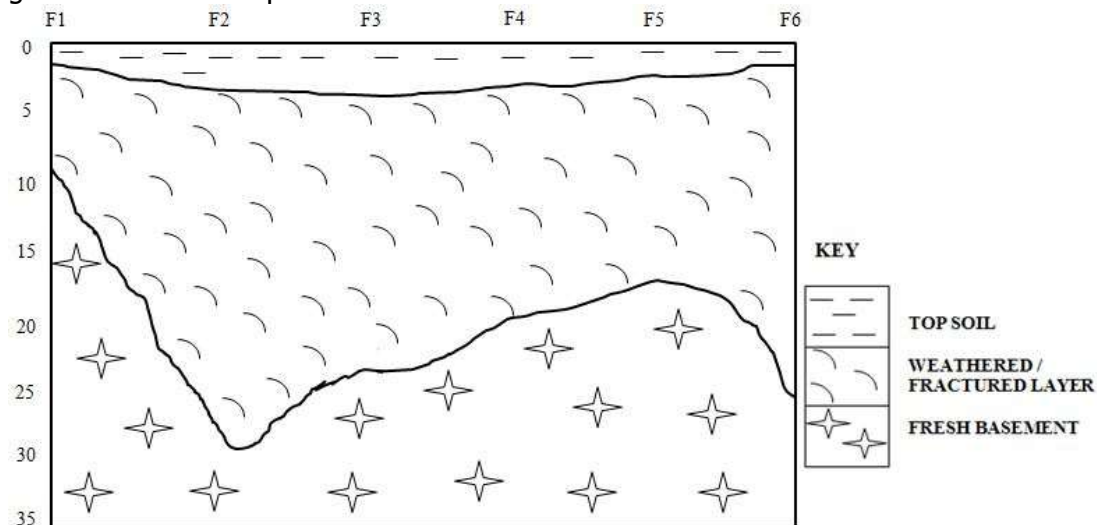 F1 F2 F3 F4 F5 F6
0
5
10
15
20
25
30
35
KEY
TOP SOIL
WEATHERED /
FRACTURED LAYER
FRESH BASEMENT